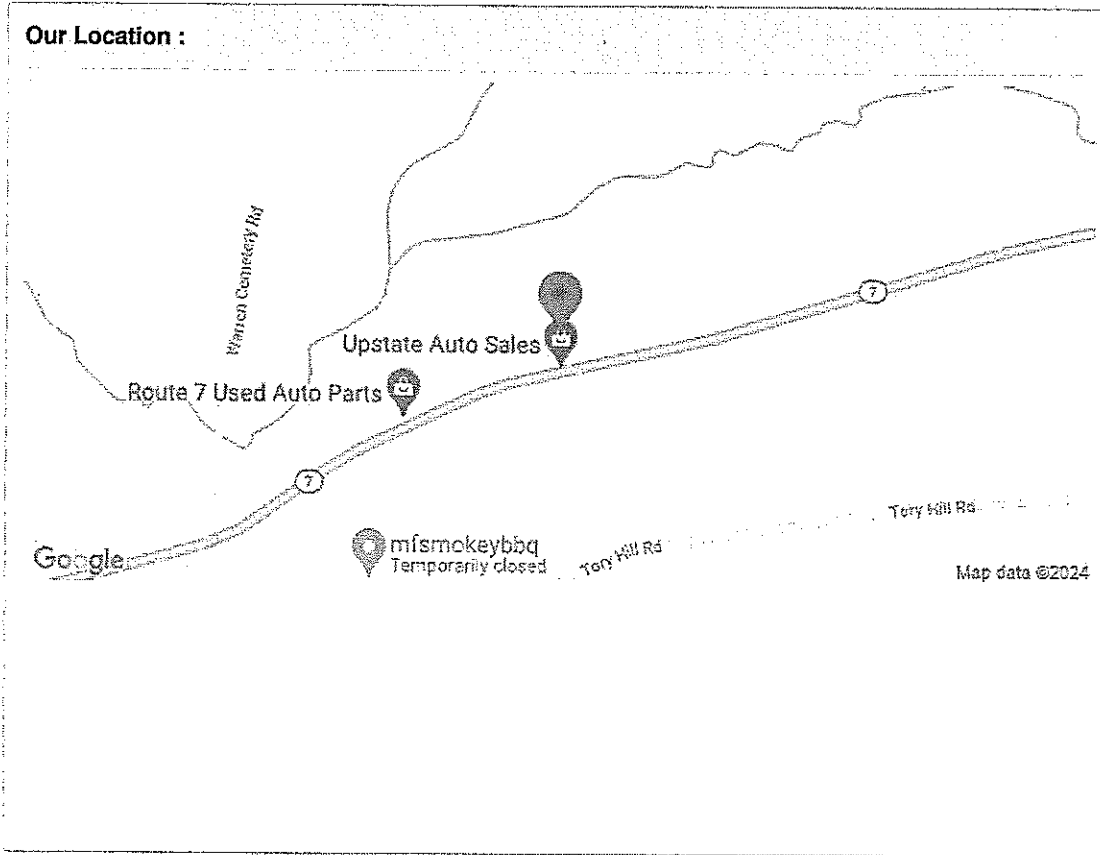 Our Location :
Warren Cemetery Rd
7
Upstate Auto Sales
Route 7 Used Auto Parts
7
Tory Hill Rd
mfsmokeybbq
Temporarily closed
Tory Hill Rd
Google
Map data ©2024